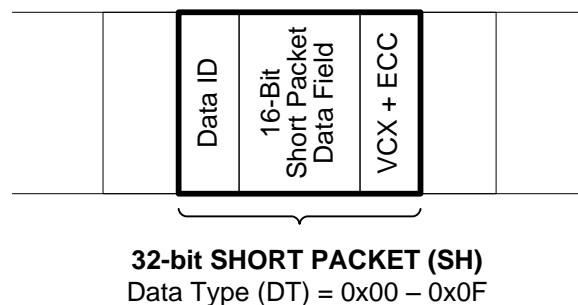 Data ID
16-Bit
Short Packet
Data Field
VCX + ECC
32-bit SHORT PACKET (SH)
Data Type (DT) = 0x00 – 0x0F